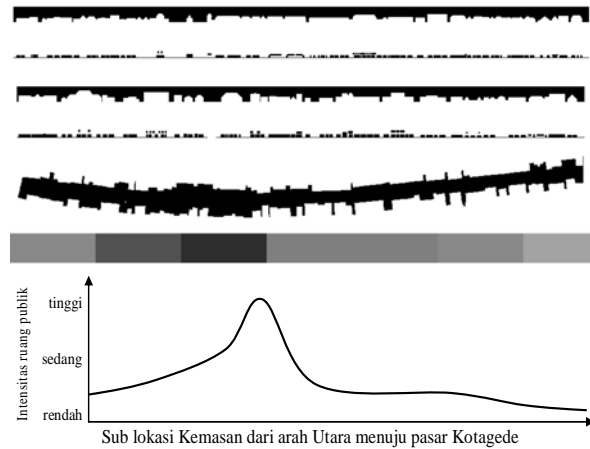 Intensitas ruang publik
tinggi
sedang
rendah
Sub lokasi Kemasan dari arah Utara menuju pasar Kotagede